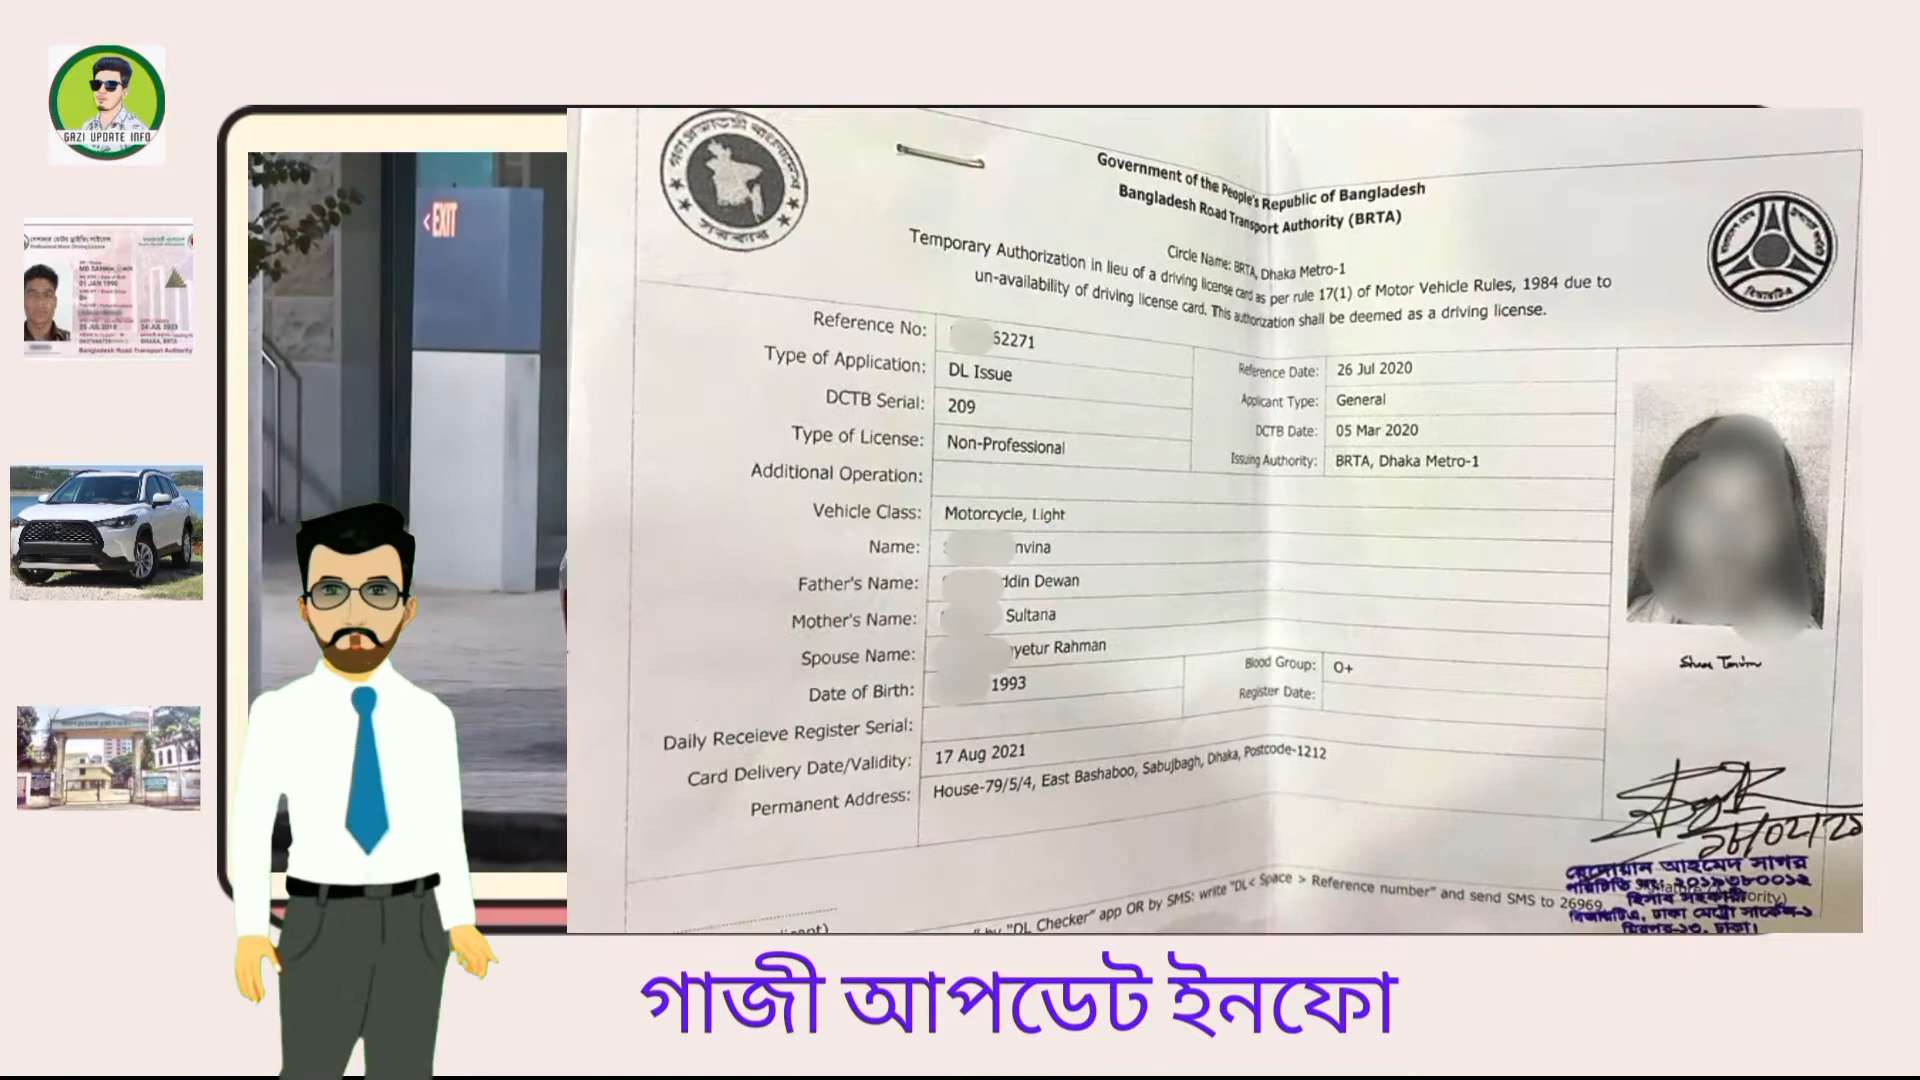 GAZI UPDATE INFO
< EXIT
Government of the People's Republic of Bangladesh
Bangladesh Road Transport Authority (BRTA)
Circle Name: BRTA, Dhaka Metro-1
Temporary Authorization in lieu of a driving license card as per rule 17(1) of Motor Vehicle Rules, 1984 due to
un-availability of driving license card. This authorization shall be deemed as a driving license.
Reference No: 62271
Reference Date: 26 Jul 2020
Type of Application: DL Issue
Applicant Type: General
DCTB Serial: 209
DCTB Date: 05 Mar 2020
Type of License: Non-Professional
Issuing Authority: BRTA, Dhaka Metro-1
Additional Operation:
Vehicle Class: Motorcycle, Light
Name: nvina
Father's Name: ddin Dewan
Mother's Name: Sultana
Spouse Name: yetur Rahman
Blood Group: O+
Date of Birth: 1993
Register Date:
Daily Receieve Register Serial:
Card Delivery Date/Validity: 17 Aug 2021
Permanent Address: House-79/5/4, East Bashaboo, Sabujbagh, Dhaka, Postcode-1212
"DL Checker" app OR by SMS: write "DL< Space > Reference number" and send SMS to 26969
রেদোয়ান আহমেদ সাগর
হিসাব সহকারী
বিআরটিএ, ঢাকা মেট্রো সার্কেল-১
মিরপুর-১৩, ঢাকা।
গাজী আপডেট ইনফো